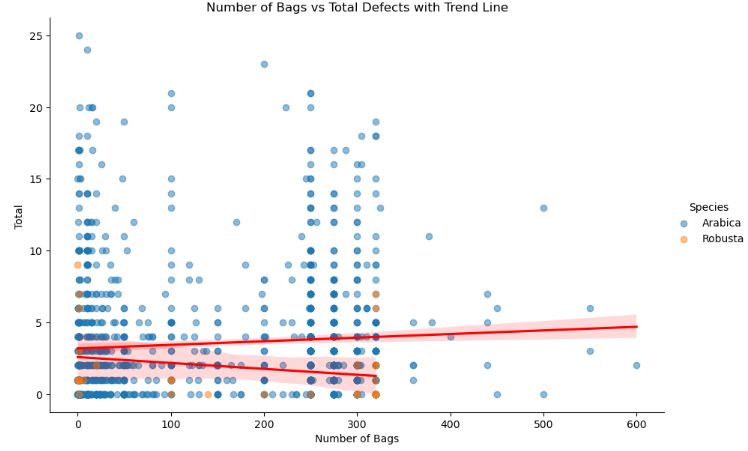 Number of Bags vs Total Defects with Trend Line
25
20
15
10
5
0
Total
0 100 200 300 400 500 600
Number of Bags
Species
Arabica
Robusta